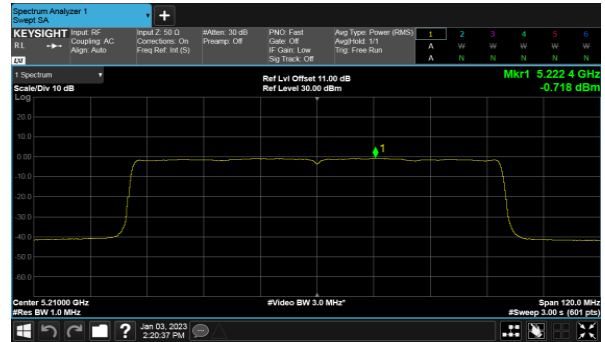 Spectrum Analyzer 1
Swept SA
+
KEYSIGHT Input: RF
R L Coupling: AC
Align: Auto
LXI
Input Z: 50 Ω
Corrections: On
Freq Ref: Int (S)
#Atten: 30 dB
Preamp: Off
PNO: Fast
Gate: Off
IF Gain: Low
Sig Track: Off
Avg Type: Power (RMS)
Avg|Hold: 1/1
Trig: Free Run
1 2 3 4 5 6
A W W W W W
A N N N N N
1 Spectrum
Scale/Div 10 dB
Log
Ref Lvl Offset 11.00 dB
Ref Level 30.00 dBm
Mkr1 5.222 4 GHz
-0.718 dBm
20.0
10.0
0.00
-10.0
-20.0
-30.0
-40.0
-50.0
-60.0
1
Center 5.21000 GHz
#Res BW 1.0 MHz
#Video BW 3.0 MHz*
Span 120.0 MHz
#Sweep 3.00 s (601 pts)
?
Jan 03, 2023
2:20:37 PM